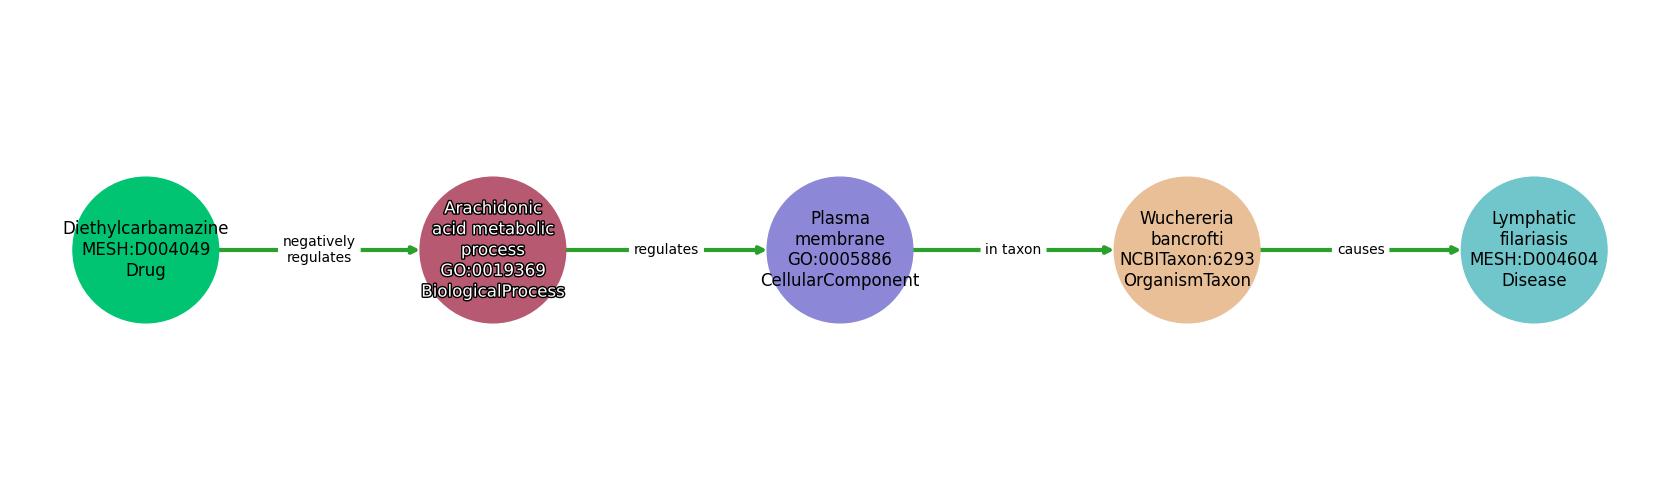 Diethylcarbamazine
MESH:D004049
Drug
negatively
regulates
Arachidonic
acid metabolic
process
GO:0019369
BiologicalProcess
regulates
Plasma
membrane
GO:0005886
CellularComponent
in taxon
Wuchereria
bancrofti
NCBITaxon:6293
OrganismTaxon
causes
Lymphatic
filariasis
MESH:D004604
Disease